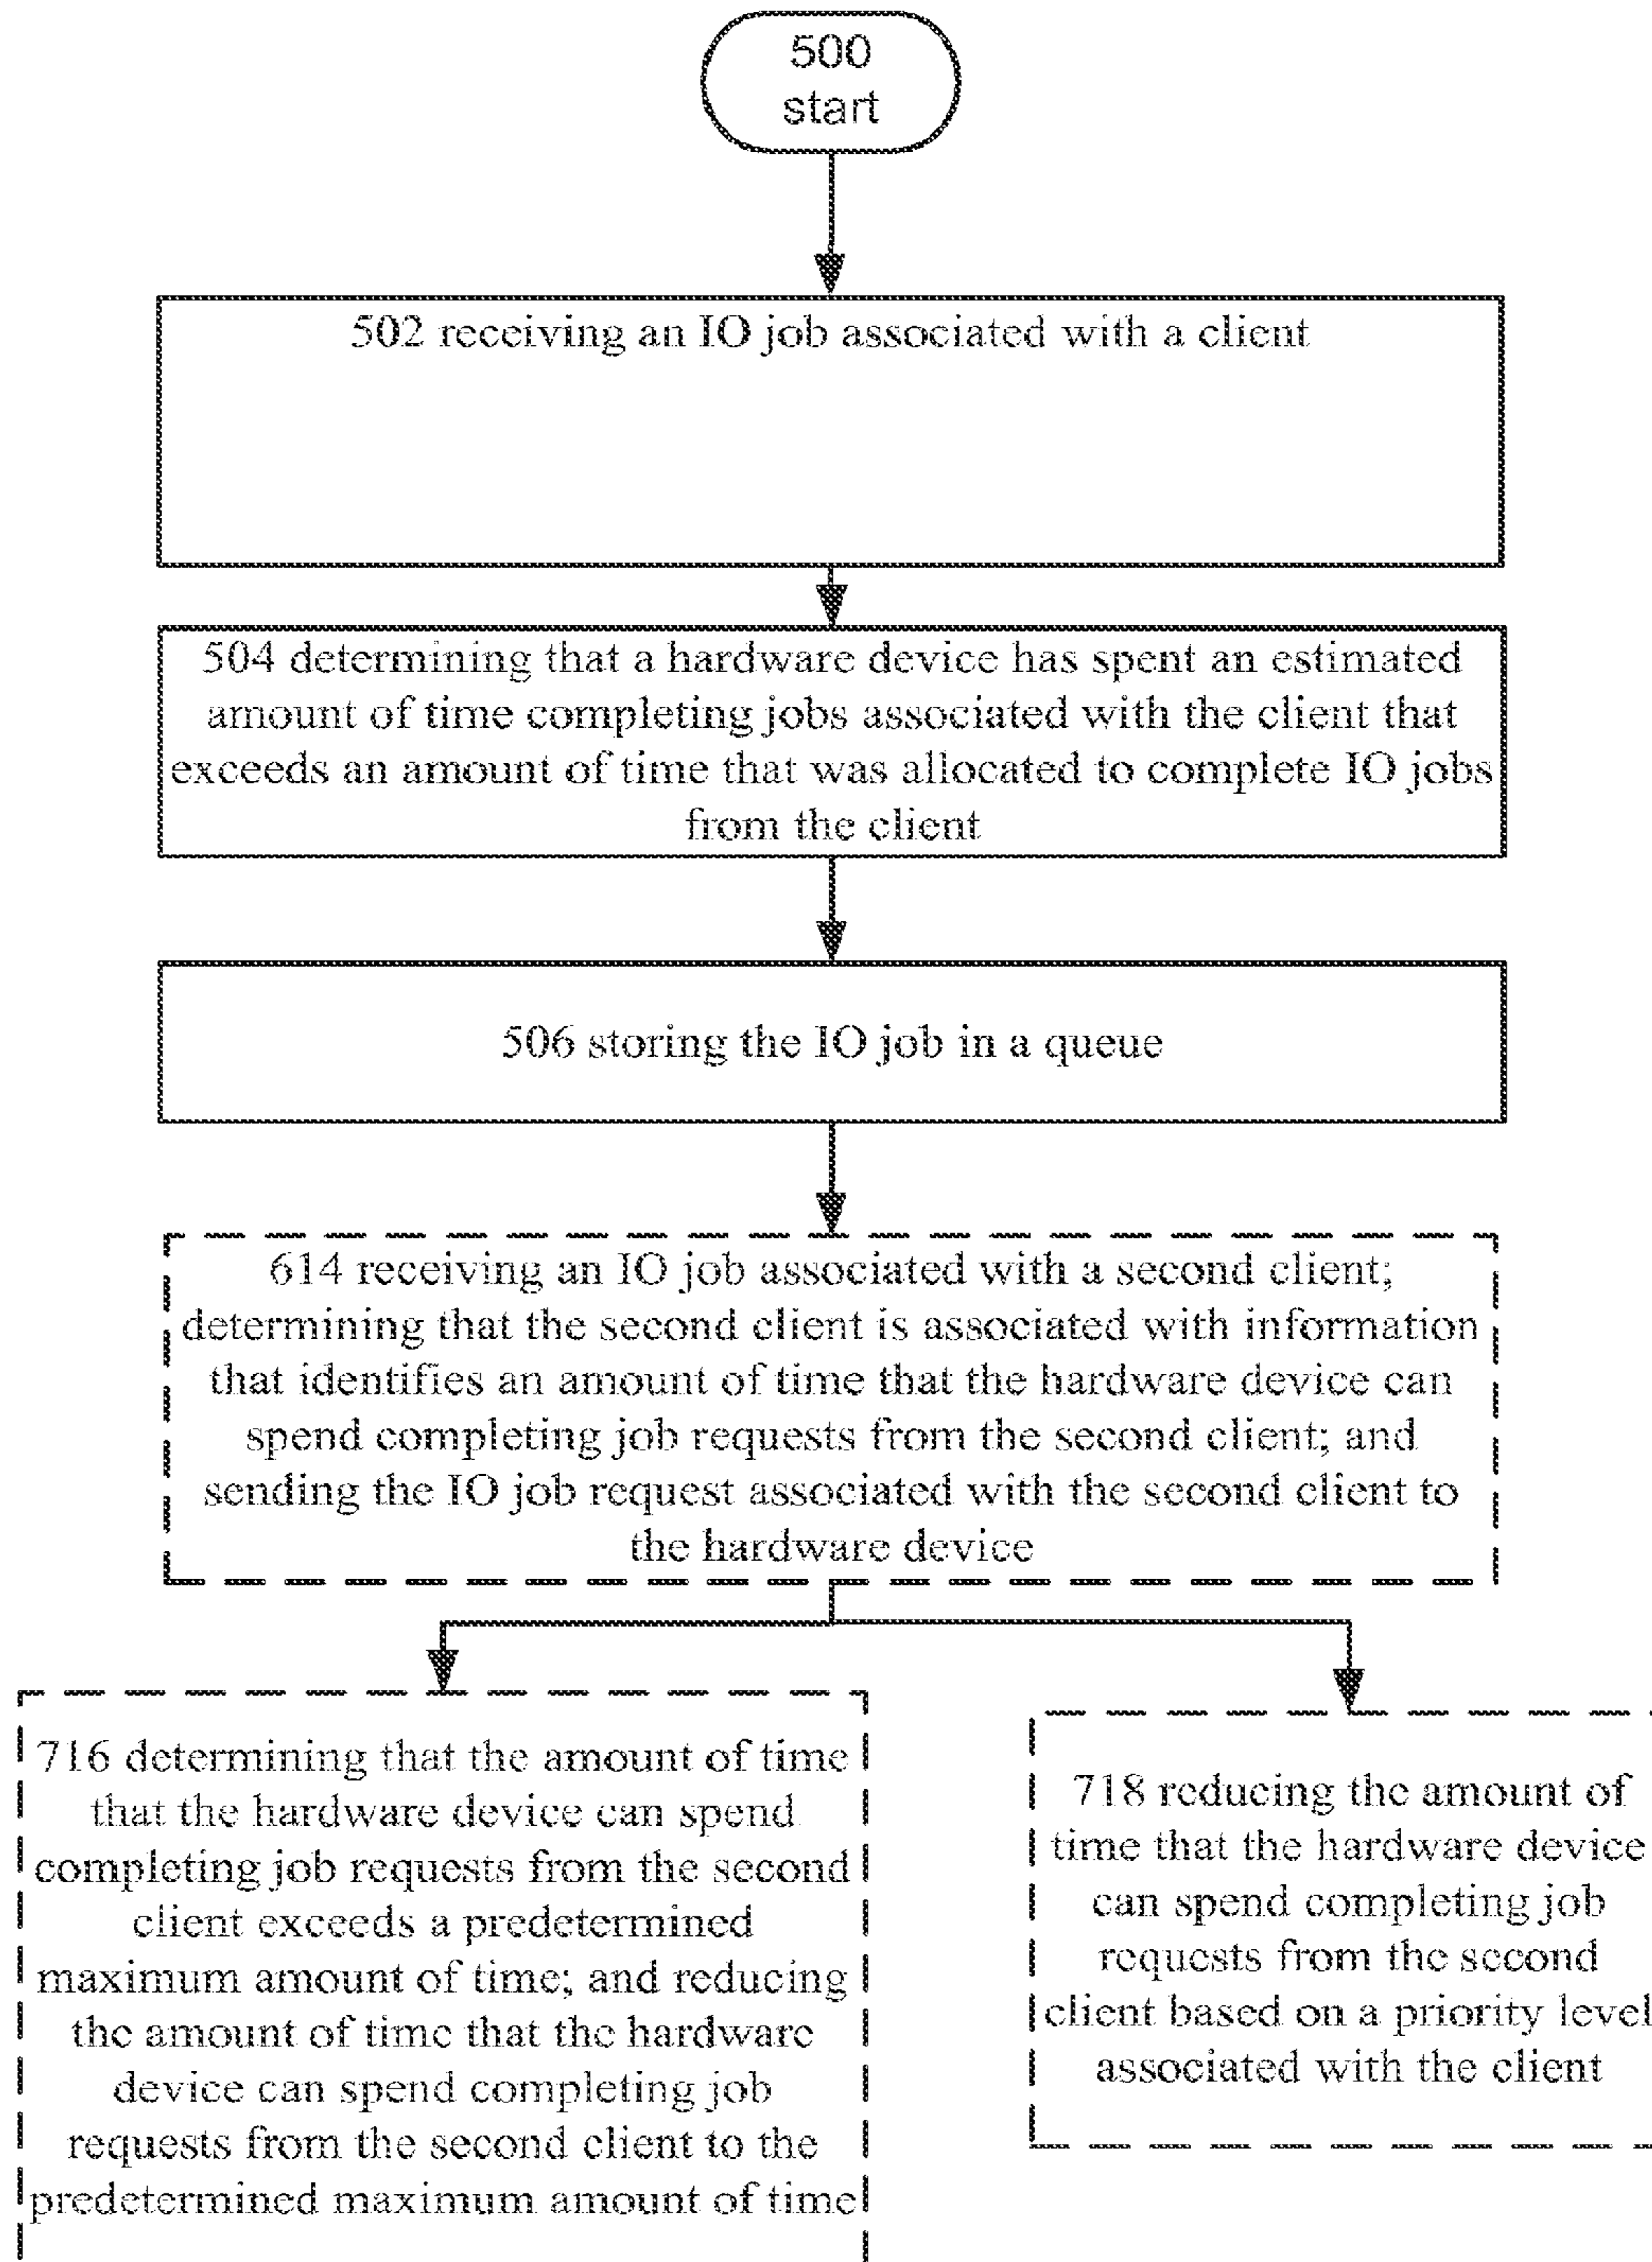 500
start
502 receiving an IO job associated with a client
504 determining that a hardware device has spent an estimated
amount of time completing jobs associated with the client that
exceeds an amount of time that was allocated to complete IO jobs
from the client
506 storing the IO job in a queue
614 receiving an IO job associated with a second client;
determining that the second client is associated with information
that identifies an amount of time that the hardware device can
spend completing job requests from the second client; and
sending the IO job request associated with the second client to
the hardware device
716 determining that the amount of time
that the hardware device can spend
completing job requests from the second
client exceeds a predetermined
maximum amount of time; and reducing
the amount of time that the hardware
device can spend completing job
requests from the second client to the
predetermined maximum amount of time
718 reducing the amount of
time that the hardware device
can spend completing job
requests from the second
client based on a priority level
associated with the client